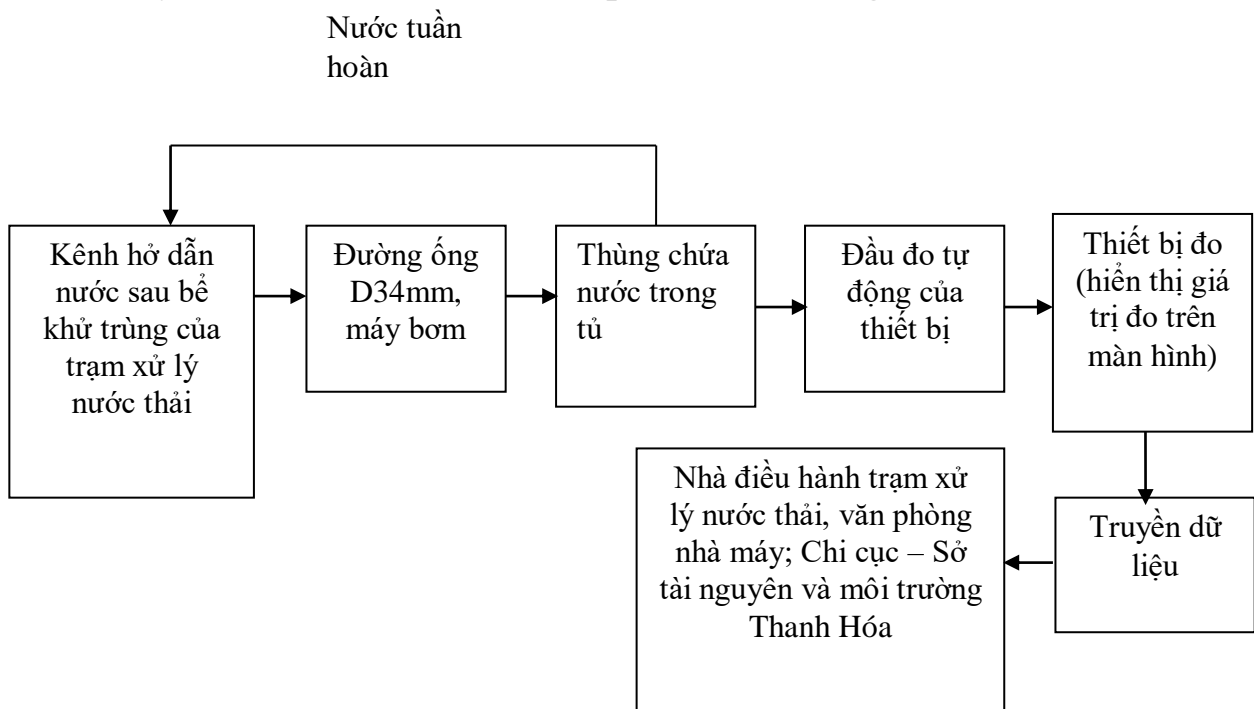 Nước tuần
hoàn
Kênh hở dẫn
nước sau bể
khử trùng của
trạm xử lý
nước thải
Đường ống
D34mm,
máy bơm
Thùng chứa
nước trong
tủ
Đầu đo tự
động của
thiết bị
Thiết bị đo
(hiển thị giá
trị đo trên
màn hình)
Truyền dữ
liệu
Nhà điều hành trạm xử
lý nước thải, văn phòng
nhà máy; Chi cục – Sở
tài nguyên và môi trường
Thanh Hóa